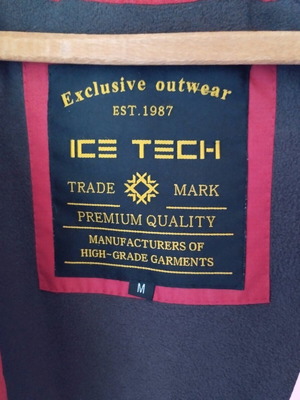 Exclusive outwear
EST.1987
ICE TECH
TRADE MARK
PREMIUM QUALITY
MANUFACTURERS OF
HIGH-GRADE GARMENTS
M